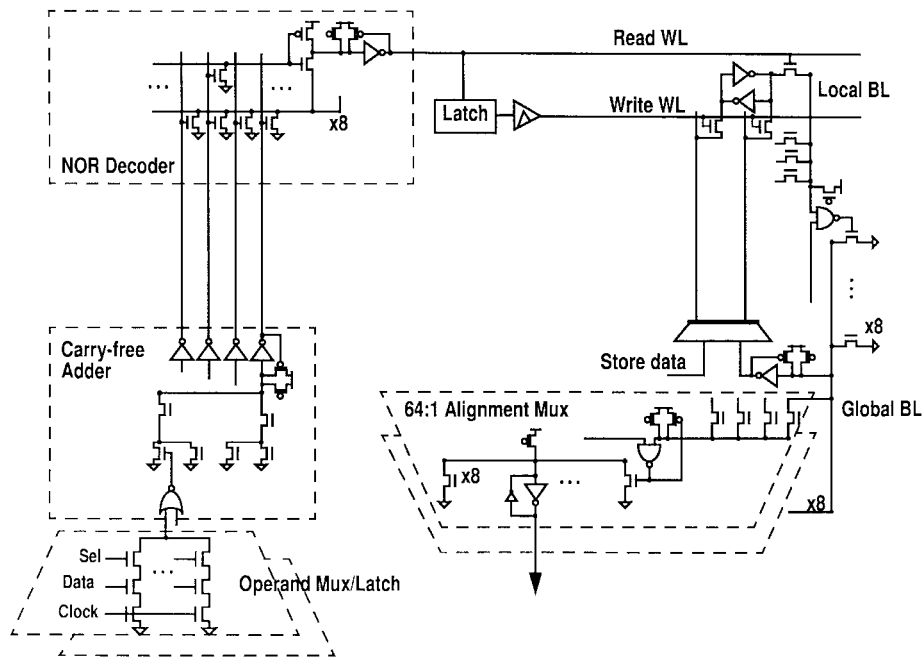 Read WL
Local BL
Latch
Write WL
x8
NOR Decoder
x8
Carry-free
Adder
Store data
64:1 Alignment Mux
Global BL
x8
x8
Sel
Data
Operand Mux/Latch
Clock